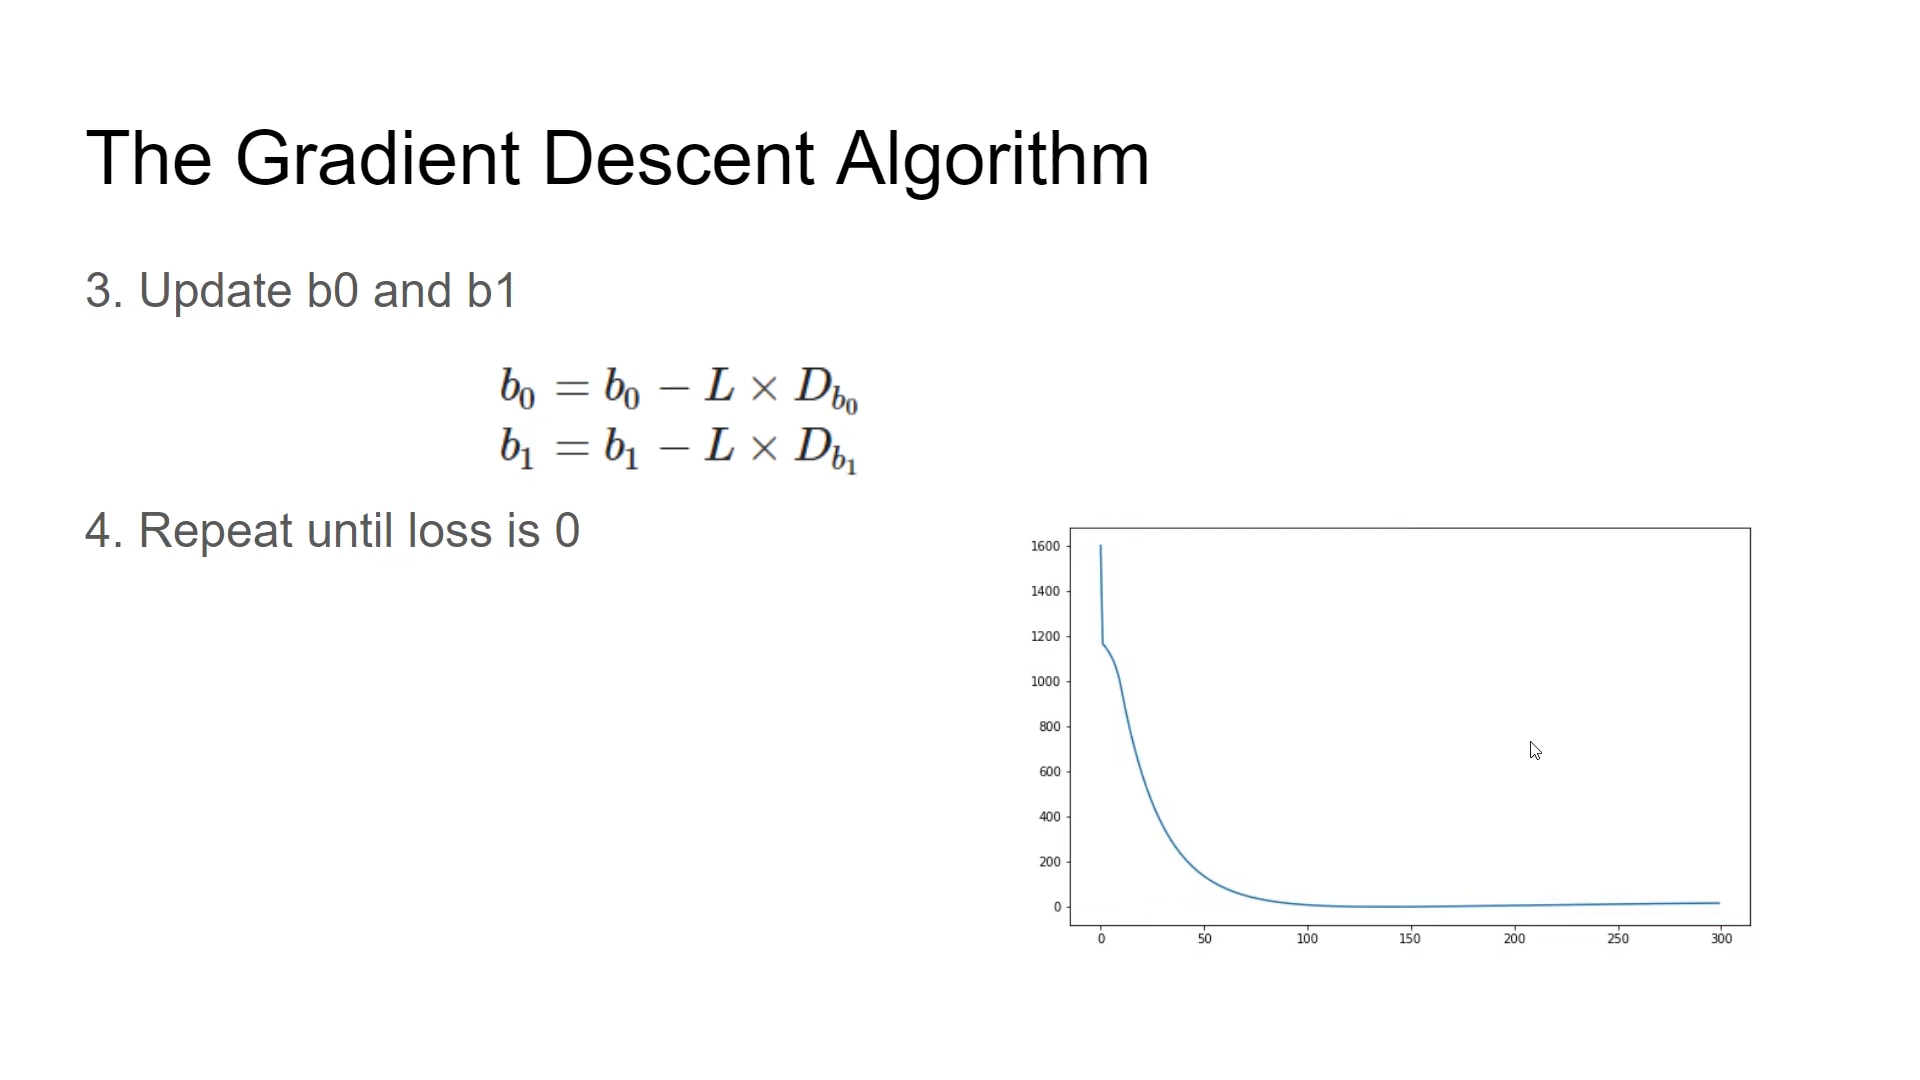 The Gradient Descent Algorithm
3. Update b0 and b1
b₀ = b₀ − L × D_b₀
b₁ = b₁ − L × D_b₁
4. Repeat until loss is 0
1600
1400
1200
1000
800
600
400
200
0
0 50 100 150 200 250 300